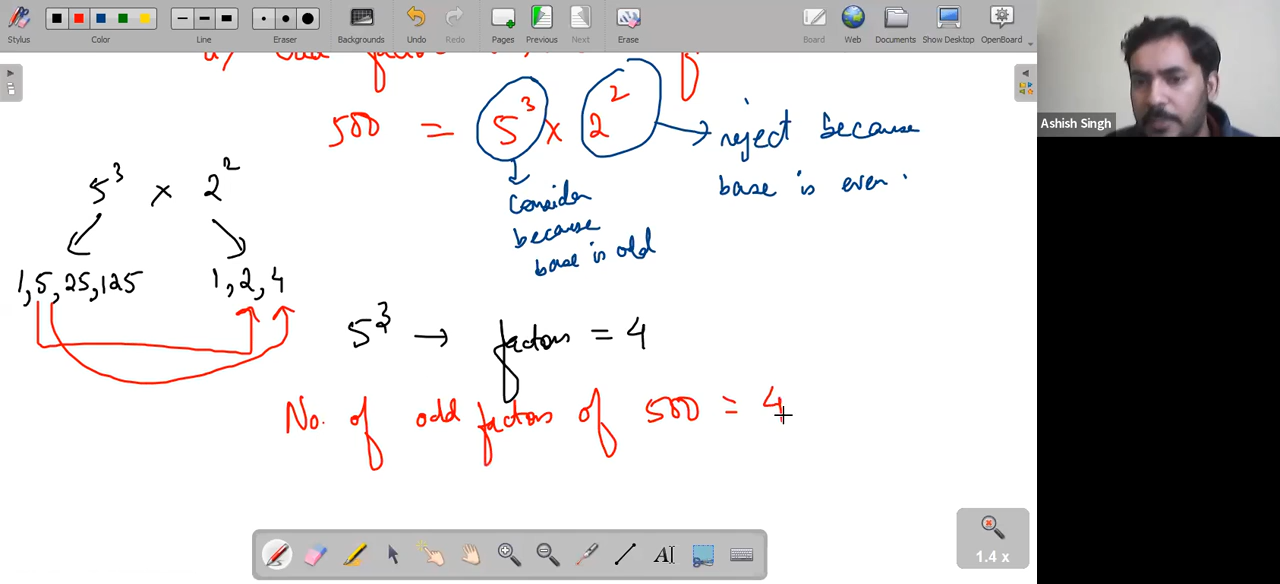 Stylus
Color
Line
Eraser
Backgrounds
Undo
Redo
Pages
Previous
Next
Erase
Board
Web
Documents
Show Desktop
OpenBoard
Ashish Singh
500 = 5³ × 2²
reject because
base is even.
Consider
because
base is odd
5³ × 2²
1, 5, 25, 125
1, 2, 4
5³ → factors = 4
No. of odd factors of 500 = 4
1.4 x